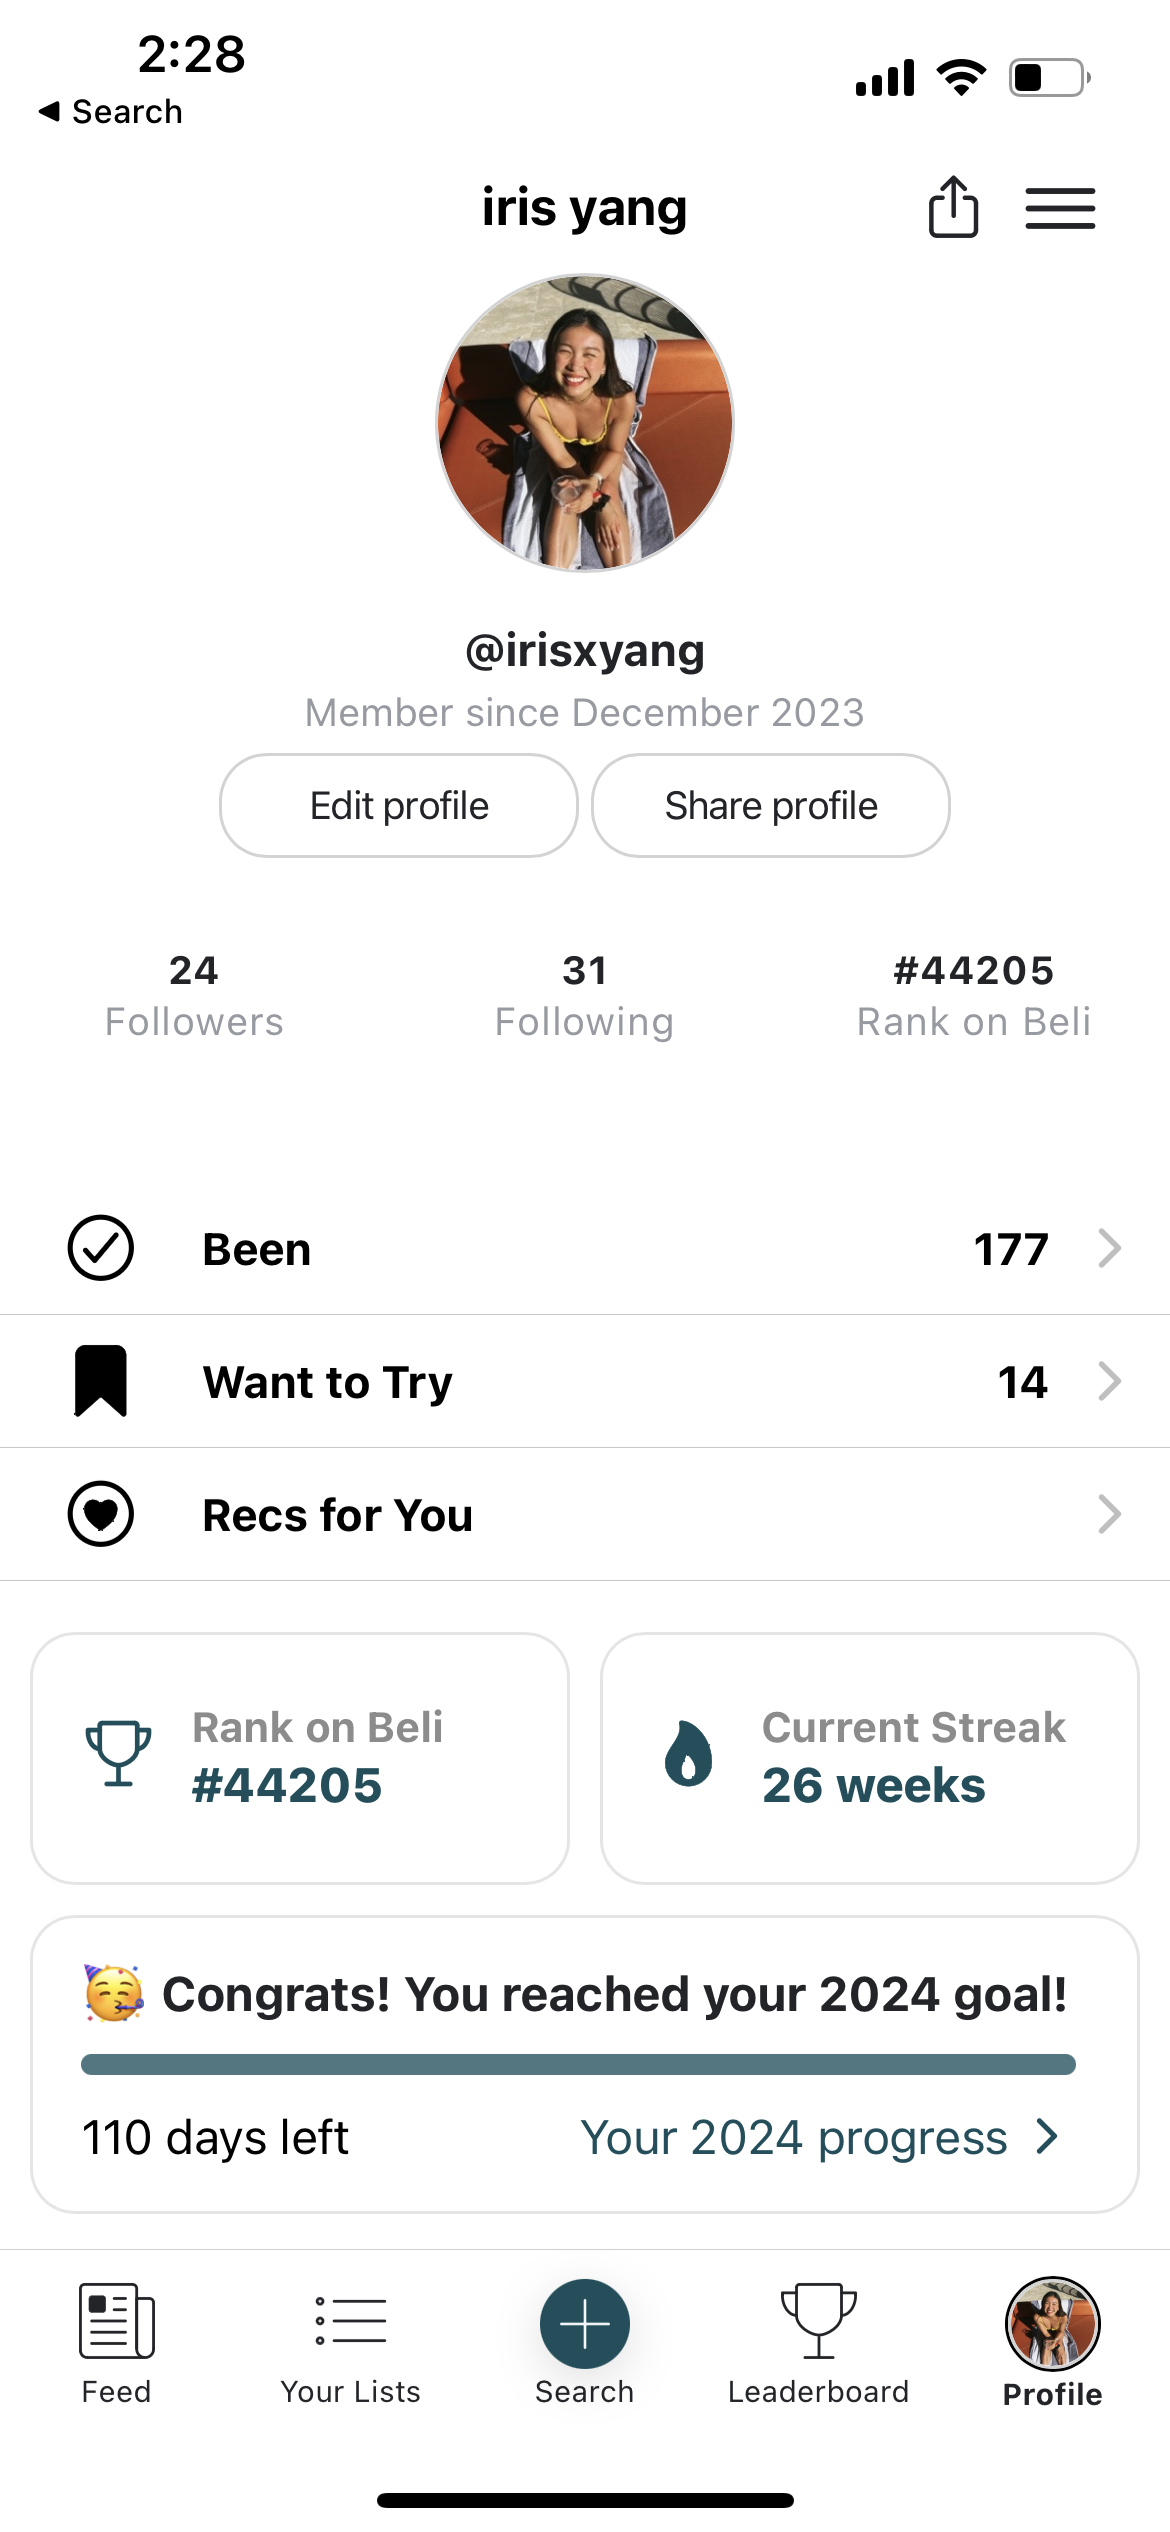 2:28
◀ Search
iris yang
@irisxyang
Member since December 2023
Edit profile
Share profile
24
Followers
31
Following
#44205
Rank on Beli
Been
177
Want to Try
14
Recs for You
Rank on Beli
#44205
Current Streak
26 weeks
🥳 Congrats! You reached your 2024 goal!
110 days left
Your 2024 progress
Feed
Your Lists
Search
Leaderboard
Profile